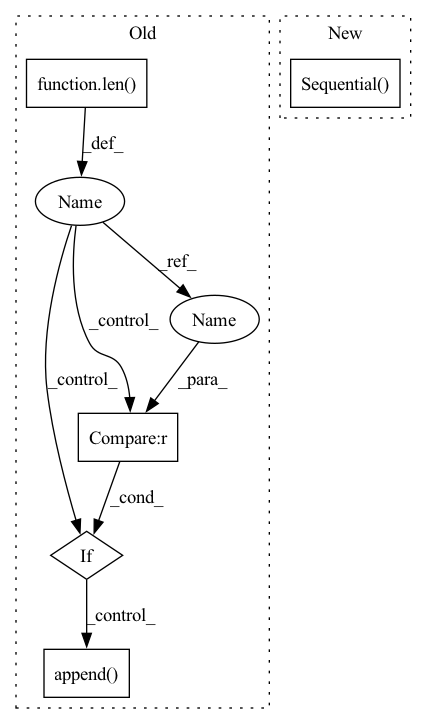 Old
New
function.len()
Sequential()
_def_
Name
_ref_
_control_
Name
_control_
_para_
Compare:r
_cond_
If
_control_
append()